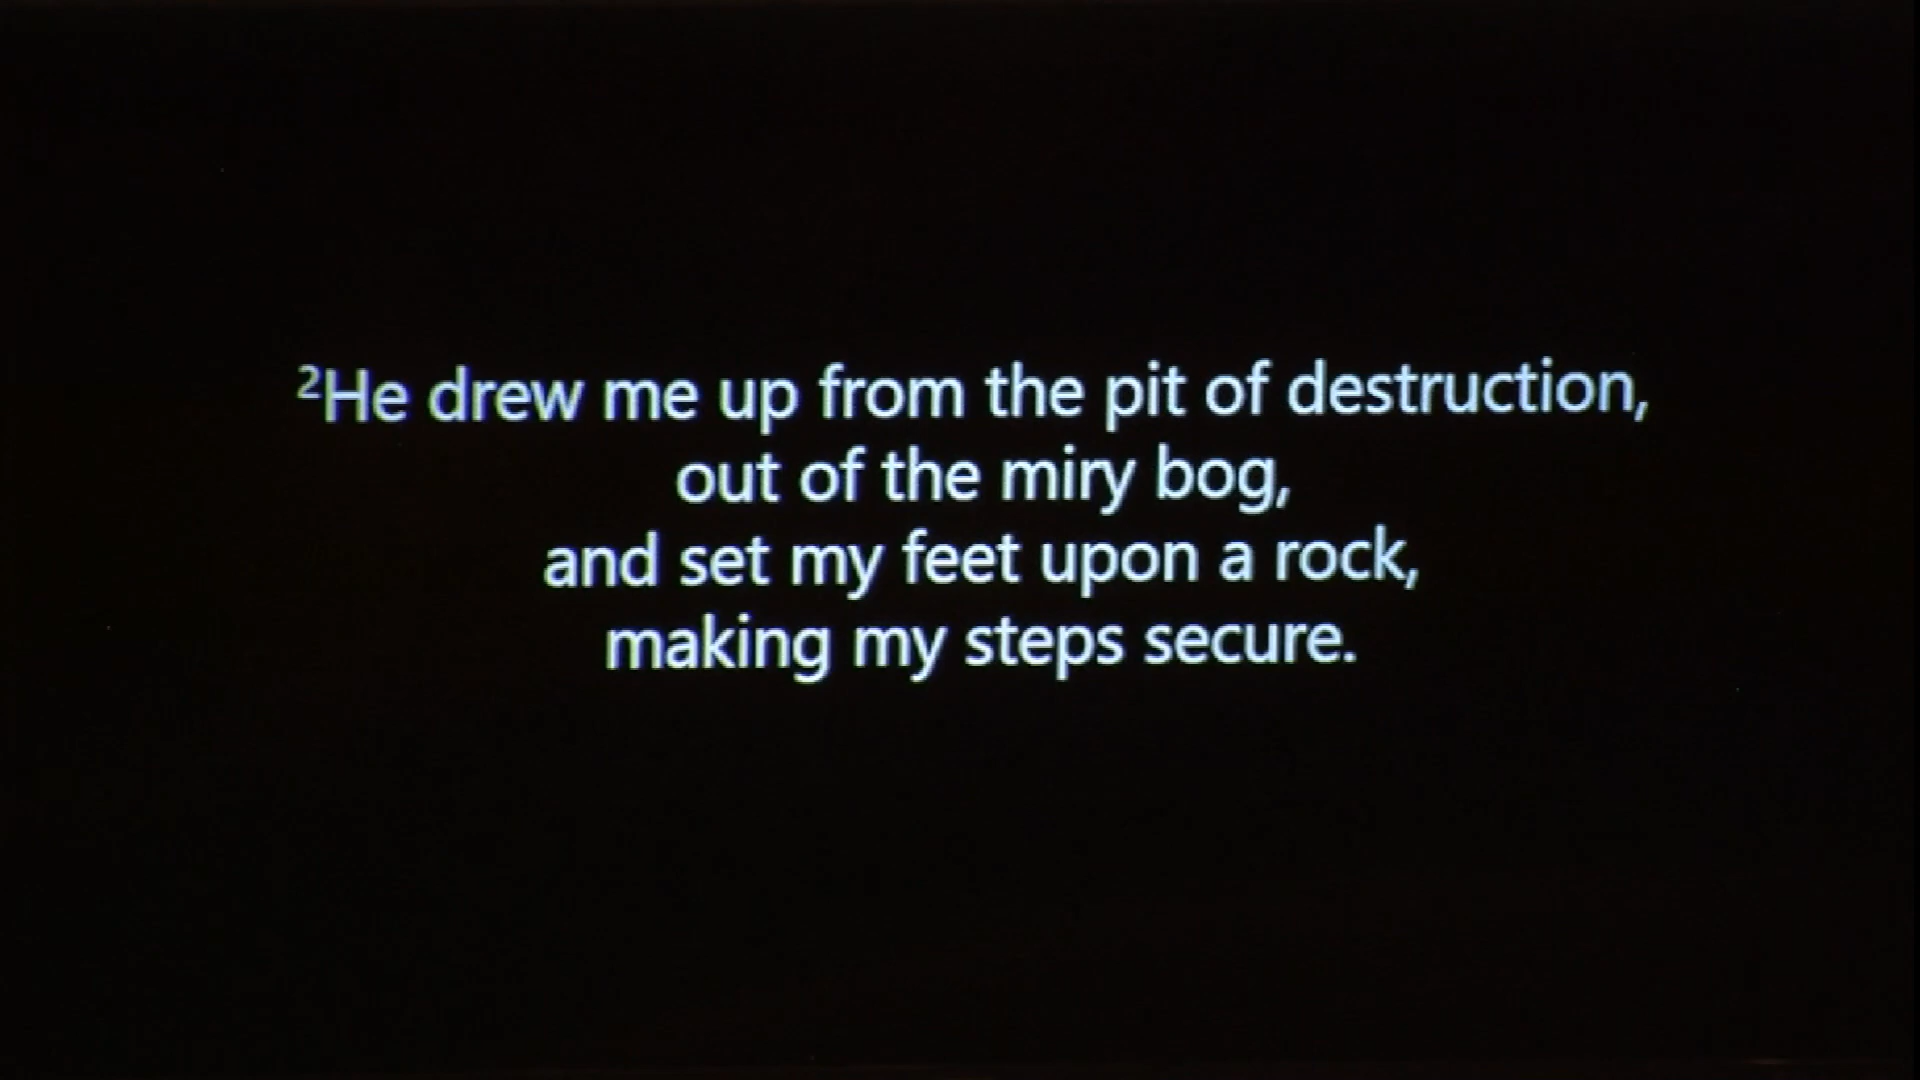 ²He drew me up from the pit of destruction,
out of the miry bog,
and set my feet upon a rock,
making my steps secure.